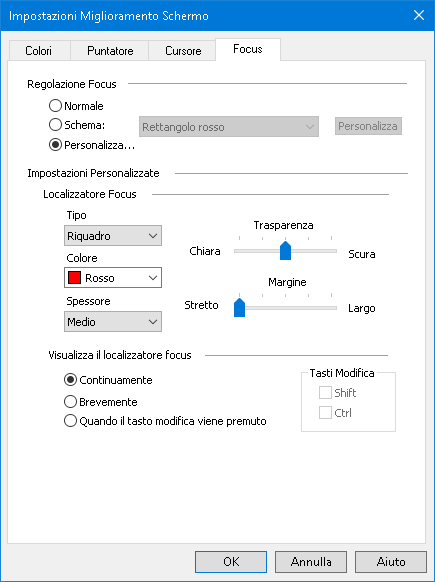 Impostazioni Miglioramento Schermo
Colori Puntatore Cursore Focus
Regolazione Focus
Normale
Schema: Rettangolo rosso Personalizza
Personalizza...
Impostazioni Personalizzate
Localizzatore Focus
Tipo
Riquadro
Colore
Rosso
Spessore
Medio
Trasparenza
Chiara Scura
Margine
Stretto Largo
Visualizza il localizzatore focus
Continuamente
Brevemente
Quando il tasto modifica viene premuto
Tasti Modifica
Shift
Ctrl
OK Annulla Aiuto